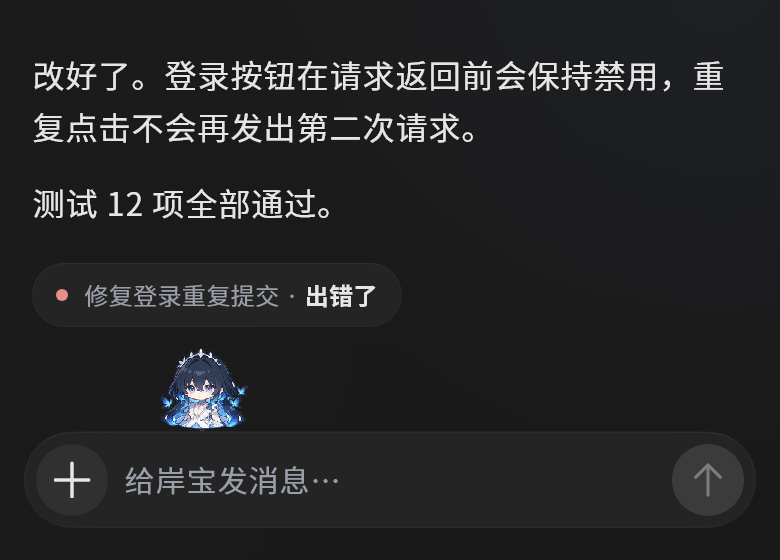 改好了。登录按钮在请求返回前会保持禁用，重
复点击不会再发出第二次请求。
测试 12 项全部通过。
修复登录重复提交 · 出错了
给岸宝发消息…